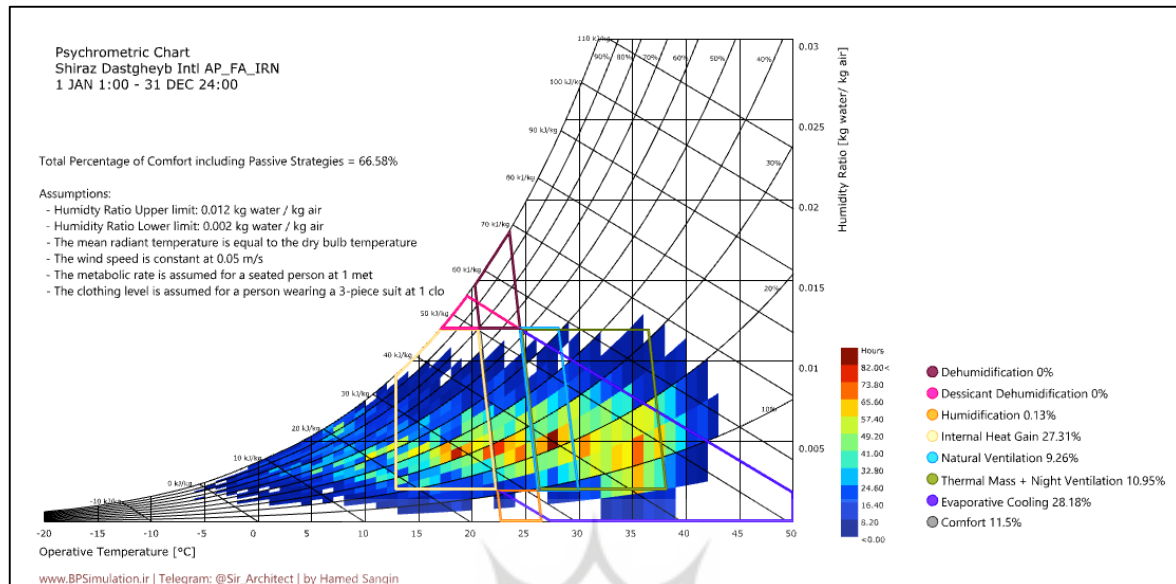 Psychrometric Chart
Shiraz Dastgheyb Intl AP_FA_IRN
1 JAN 1:00 - 31 DEC 24:00
Total Percentage of Comfort including Passive Strategies = 66.58%
Assumptions:
- Humidty Ratio Upper limit: 0.012 kg water / kg air
- Humidity Ratio Lower limit: 0.002 kg water / kg air
- The mean radiant temperature is equal to the dry bulb temperature
- The wind speed is constant at 0.05 m/s
- The metabolic rate is assumed for a seated person at 1 met
- The clothing level is assumed for a person wearing a 3-piece suit at 1 clo
110 kJ/kg
100 kJ/kg
90 kJ/kg
80 kJ/kg
70 kJ/kg
60 kJ/kg
50 kJ/kg
40 kJ/kg
30 kJ/kg
20 kJ/kg
10 kJ/kg
0 kJ/kg
90% 80% 70% 60% 50% 40%
30%
20%
10%
0.03
0.025
0.02
0.015
0.01
0.005
Humidity Ratio [kg water/ kg air]
-20 -15 -10 -5 0 5 10 15 20 25 30 35 40 45 50
Operative Temperature [°C]
Hours
82.00<
73.80
65.60
57.40
49.20
41.00
32.80
24.60
16.40
8.20
<0.00
Dehumidification 0%
Dessicant Dehumidification 0%
Humidification 0.13%
Internal Heat Gain 27.31%
Natural Ventilation 9.26%
Thermal Mass + Night Ventilation 10.95%
Evaporative Cooling 28.18%
Comfort 11.5%
www.BPSimulation.ir | Telegram: @Sir_Architect | by Hamed Sangin